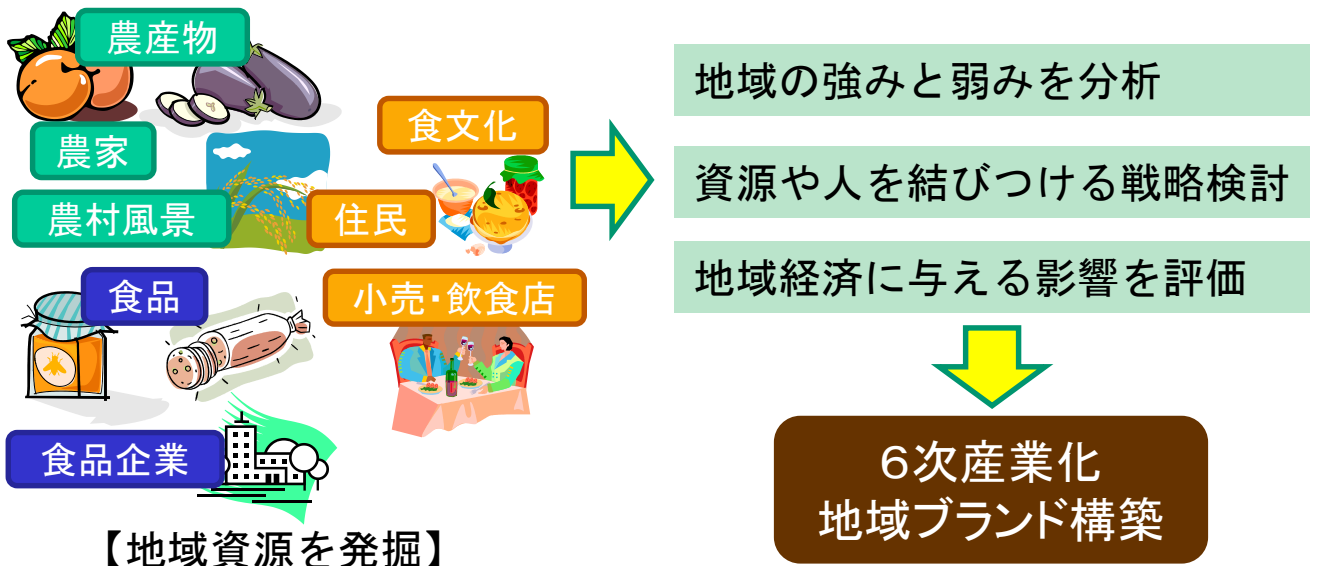 農産物
農家
食文化
農村風景
住民
食品
小売・飲食店
食品企業
【地域資源を発掘】
地域の強みと弱みを分析
資源や人を結びつける戦略検討
地域経済に与える影響を評価
６次産業化
地域ブランド構築